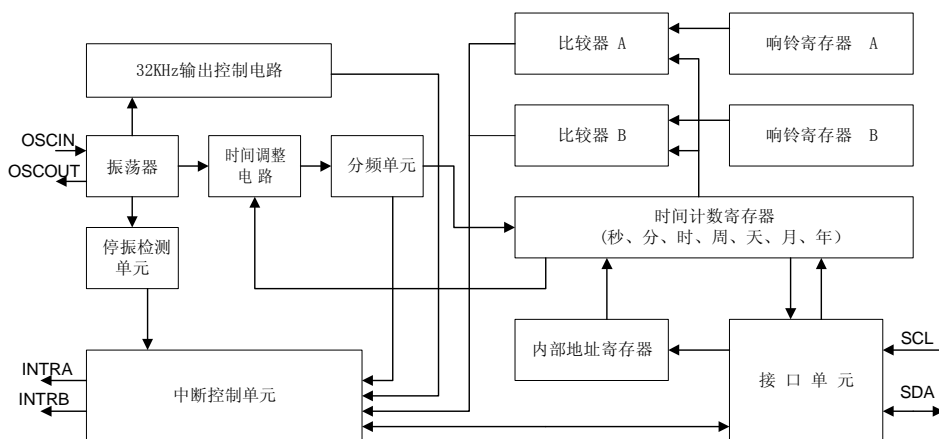 比较器 A
响铃寄存器 A
32KHz输出控制电路
比较器 B
响铃寄存器 B
OSCIN
OSCOUT
振荡器
时间调整
电路
分频单元
时间计数寄存器
(秒、分、时、周、天、月、年)
停振检测
单元
内部地址寄存器
接口单元
SCL
SDA
INTRA
INTRB
中断控制单元